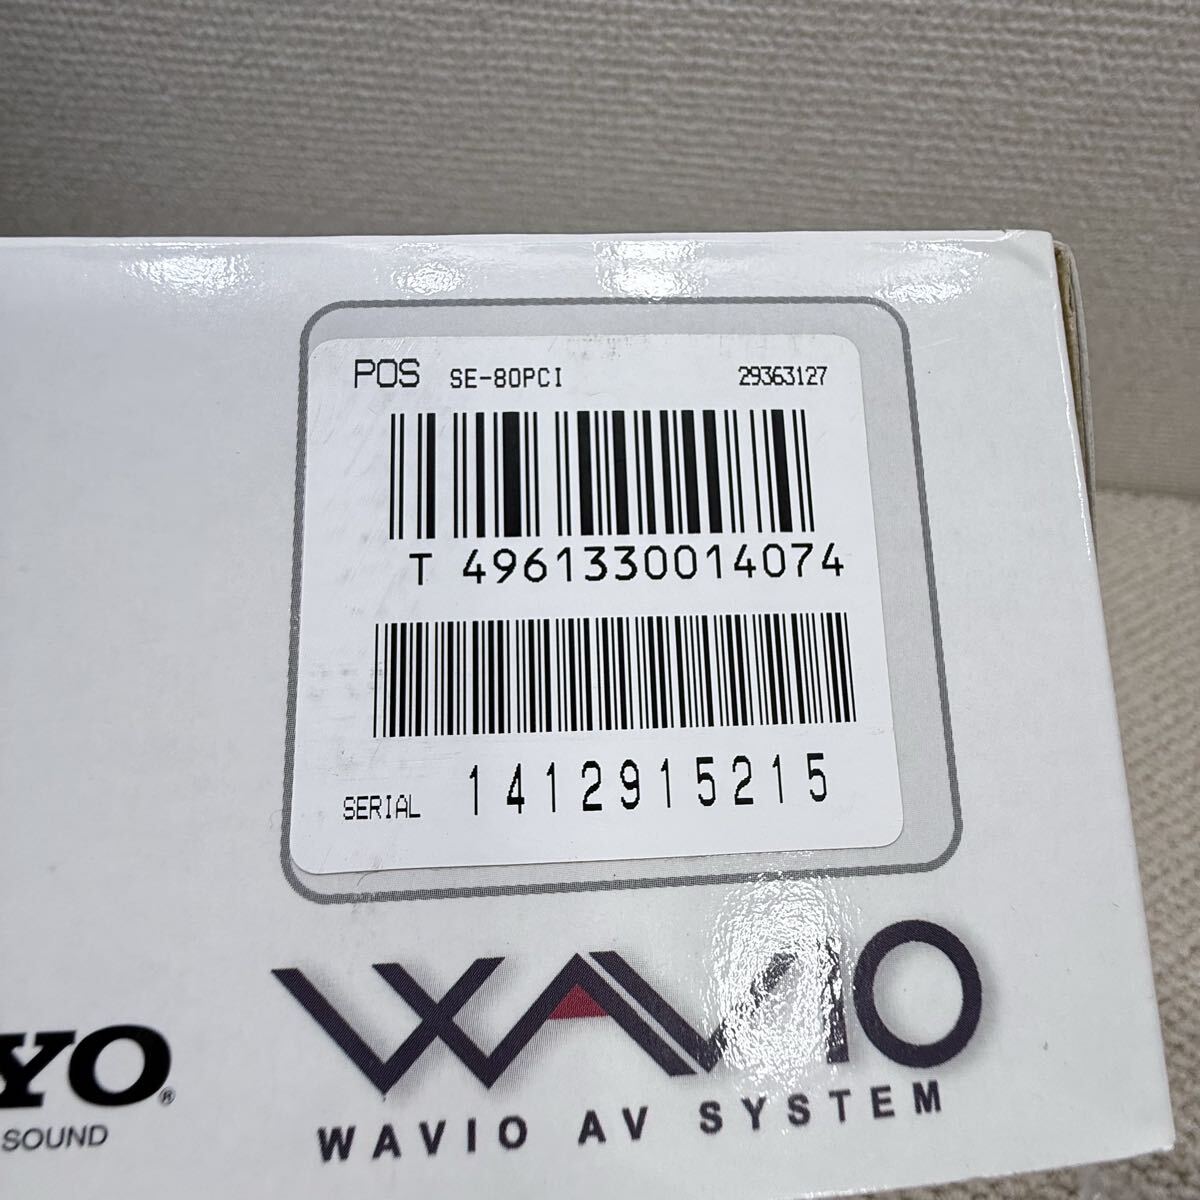 POS SE-80PCI 29363127
T 4961330014074
SERIAL 1412915215
WAVIO
YO®
SOUND
WAVIO AV SYSTEM